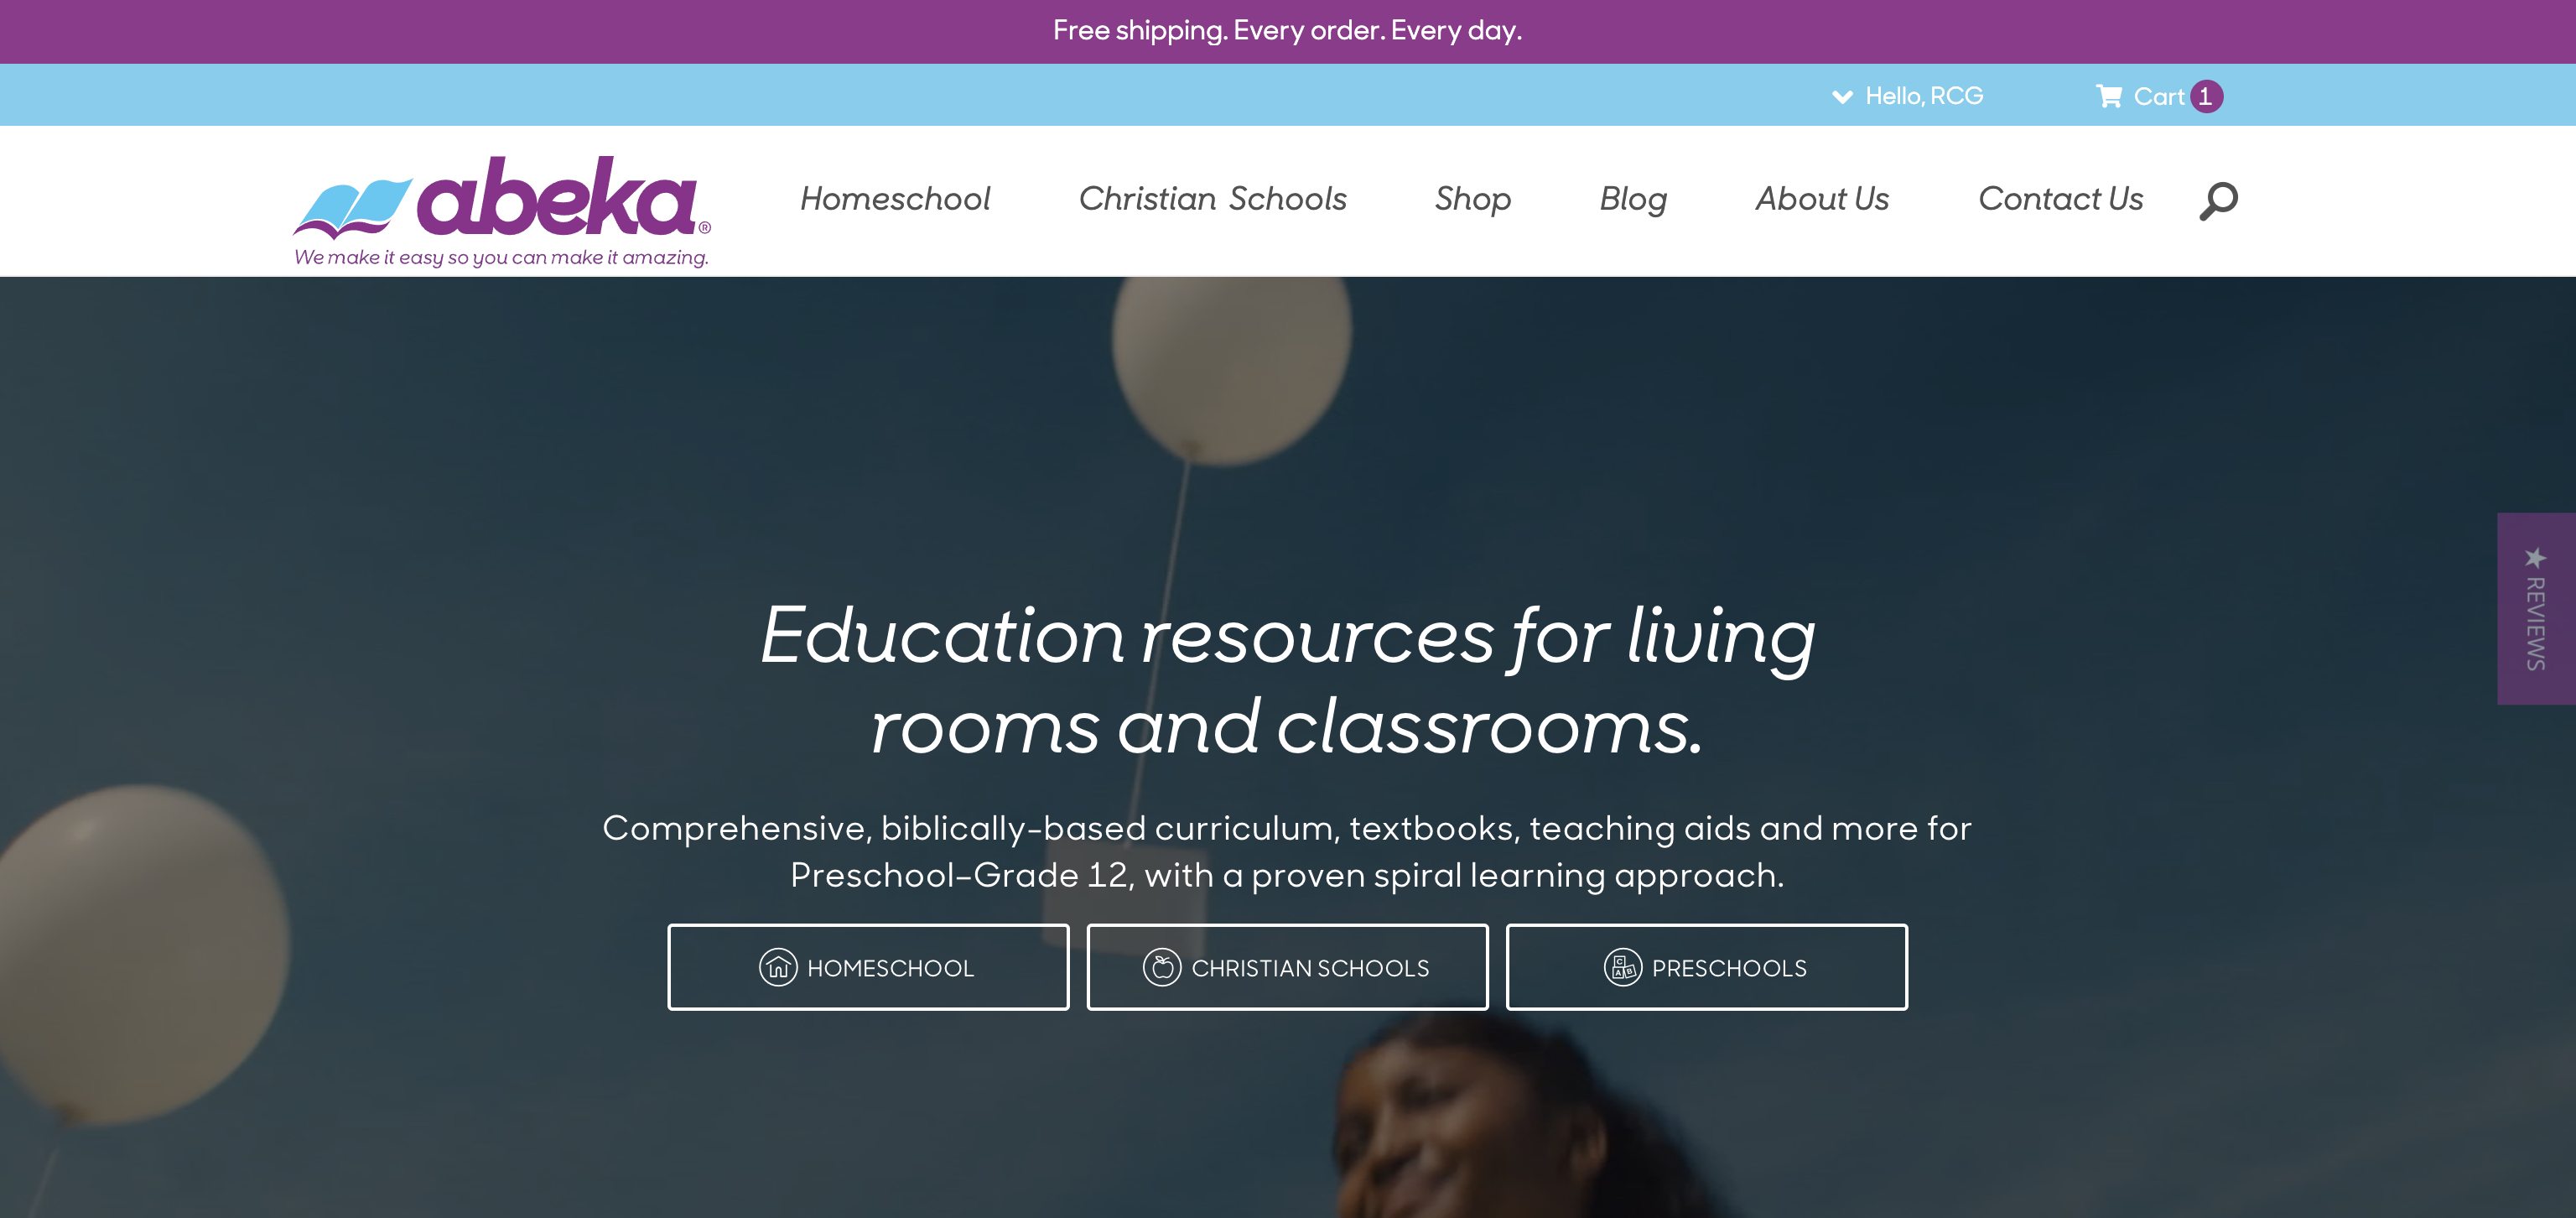 Free shipping. Every order. Every day.
Hello, RCG
Cart 1
abeka®
We make it easy so you can make it amazing.
Homeschool
Christian Schools
Shop
Blog
About Us
Contact Us
★ REVIEWS
Education resources for living
rooms and classrooms.
Comprehensive, biblically-based curriculum, textbooks, teaching aids and more for
Preschool–Grade 12, with a proven spiral learning approach.
HOMESCHOOL
CHRISTIAN SCHOOLS
C
A B
PRESCHOOLS